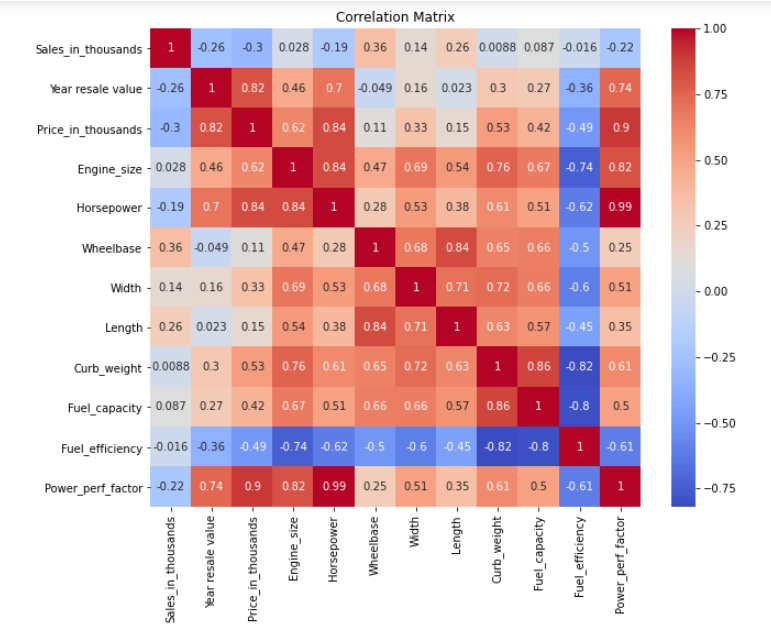 Correlation Matrix
Sales_in_thousands 1 -0.26 -0.3 0.028 -0.19 0.36 0.14 0.26 0.0088 0.087 -0.016 -0.22
Year resale value -0.26 1 0.82 0.46 0.7 -0.049 0.16 0.023 0.3 0.27 -0.36 0.74
Price_in_thousands -0.3 0.82 1 0.62 0.84 0.11 0.33 0.15 0.53 0.42 -0.49 0.9
Engine_size 0.028 0.46 0.62 1 0.84 0.47 0.69 0.54 0.76 0.67 -0.74 0.82
Horsepower -0.19 0.7 0.84 0.84 1 0.28 0.53 0.38 0.61 0.51 -0.62 0.99
Wheelbase 0.36 -0.049 0.11 0.47 0.28 1 0.68 0.84 0.65 0.66 -0.5 0.25
Width 0.14 0.16 0.33 0.69 0.53 0.68 1 0.71 0.72 0.66 -0.6 0.51
Length 0.26 0.023 0.15 0.54 0.38 0.84 0.71 1 0.63 0.57 -0.45 0.35
Curb_weight 0.0088 0.3 0.53 0.76 0.61 0.65 0.72 0.63 1 0.86 -0.82 0.61
Fuel_capacity 0.087 0.27 0.42 0.67 0.51 0.66 0.66 0.57 0.86 1 -0.8 0.5
Fuel_efficiency -0.016 -0.36 -0.49 -0.74 -0.62 -0.5 -0.6 -0.45 -0.82 -0.8 1 -0.61
Power_perf_factor -0.22 0.74 0.9 0.82 0.99 0.25 0.51 0.35 0.61 0.5 -0.61 1
Sales_in_thousands
Year resale value
Price_in_thousands
Engine_size
Horsepower
Wheelbase
Width
Length
Curb_weight
Fuel_capacity
Fuel_efficiency
Power_perf_factor
1.00
0.75
0.50
0.25
0.00
−0.25
−0.50
−0.75